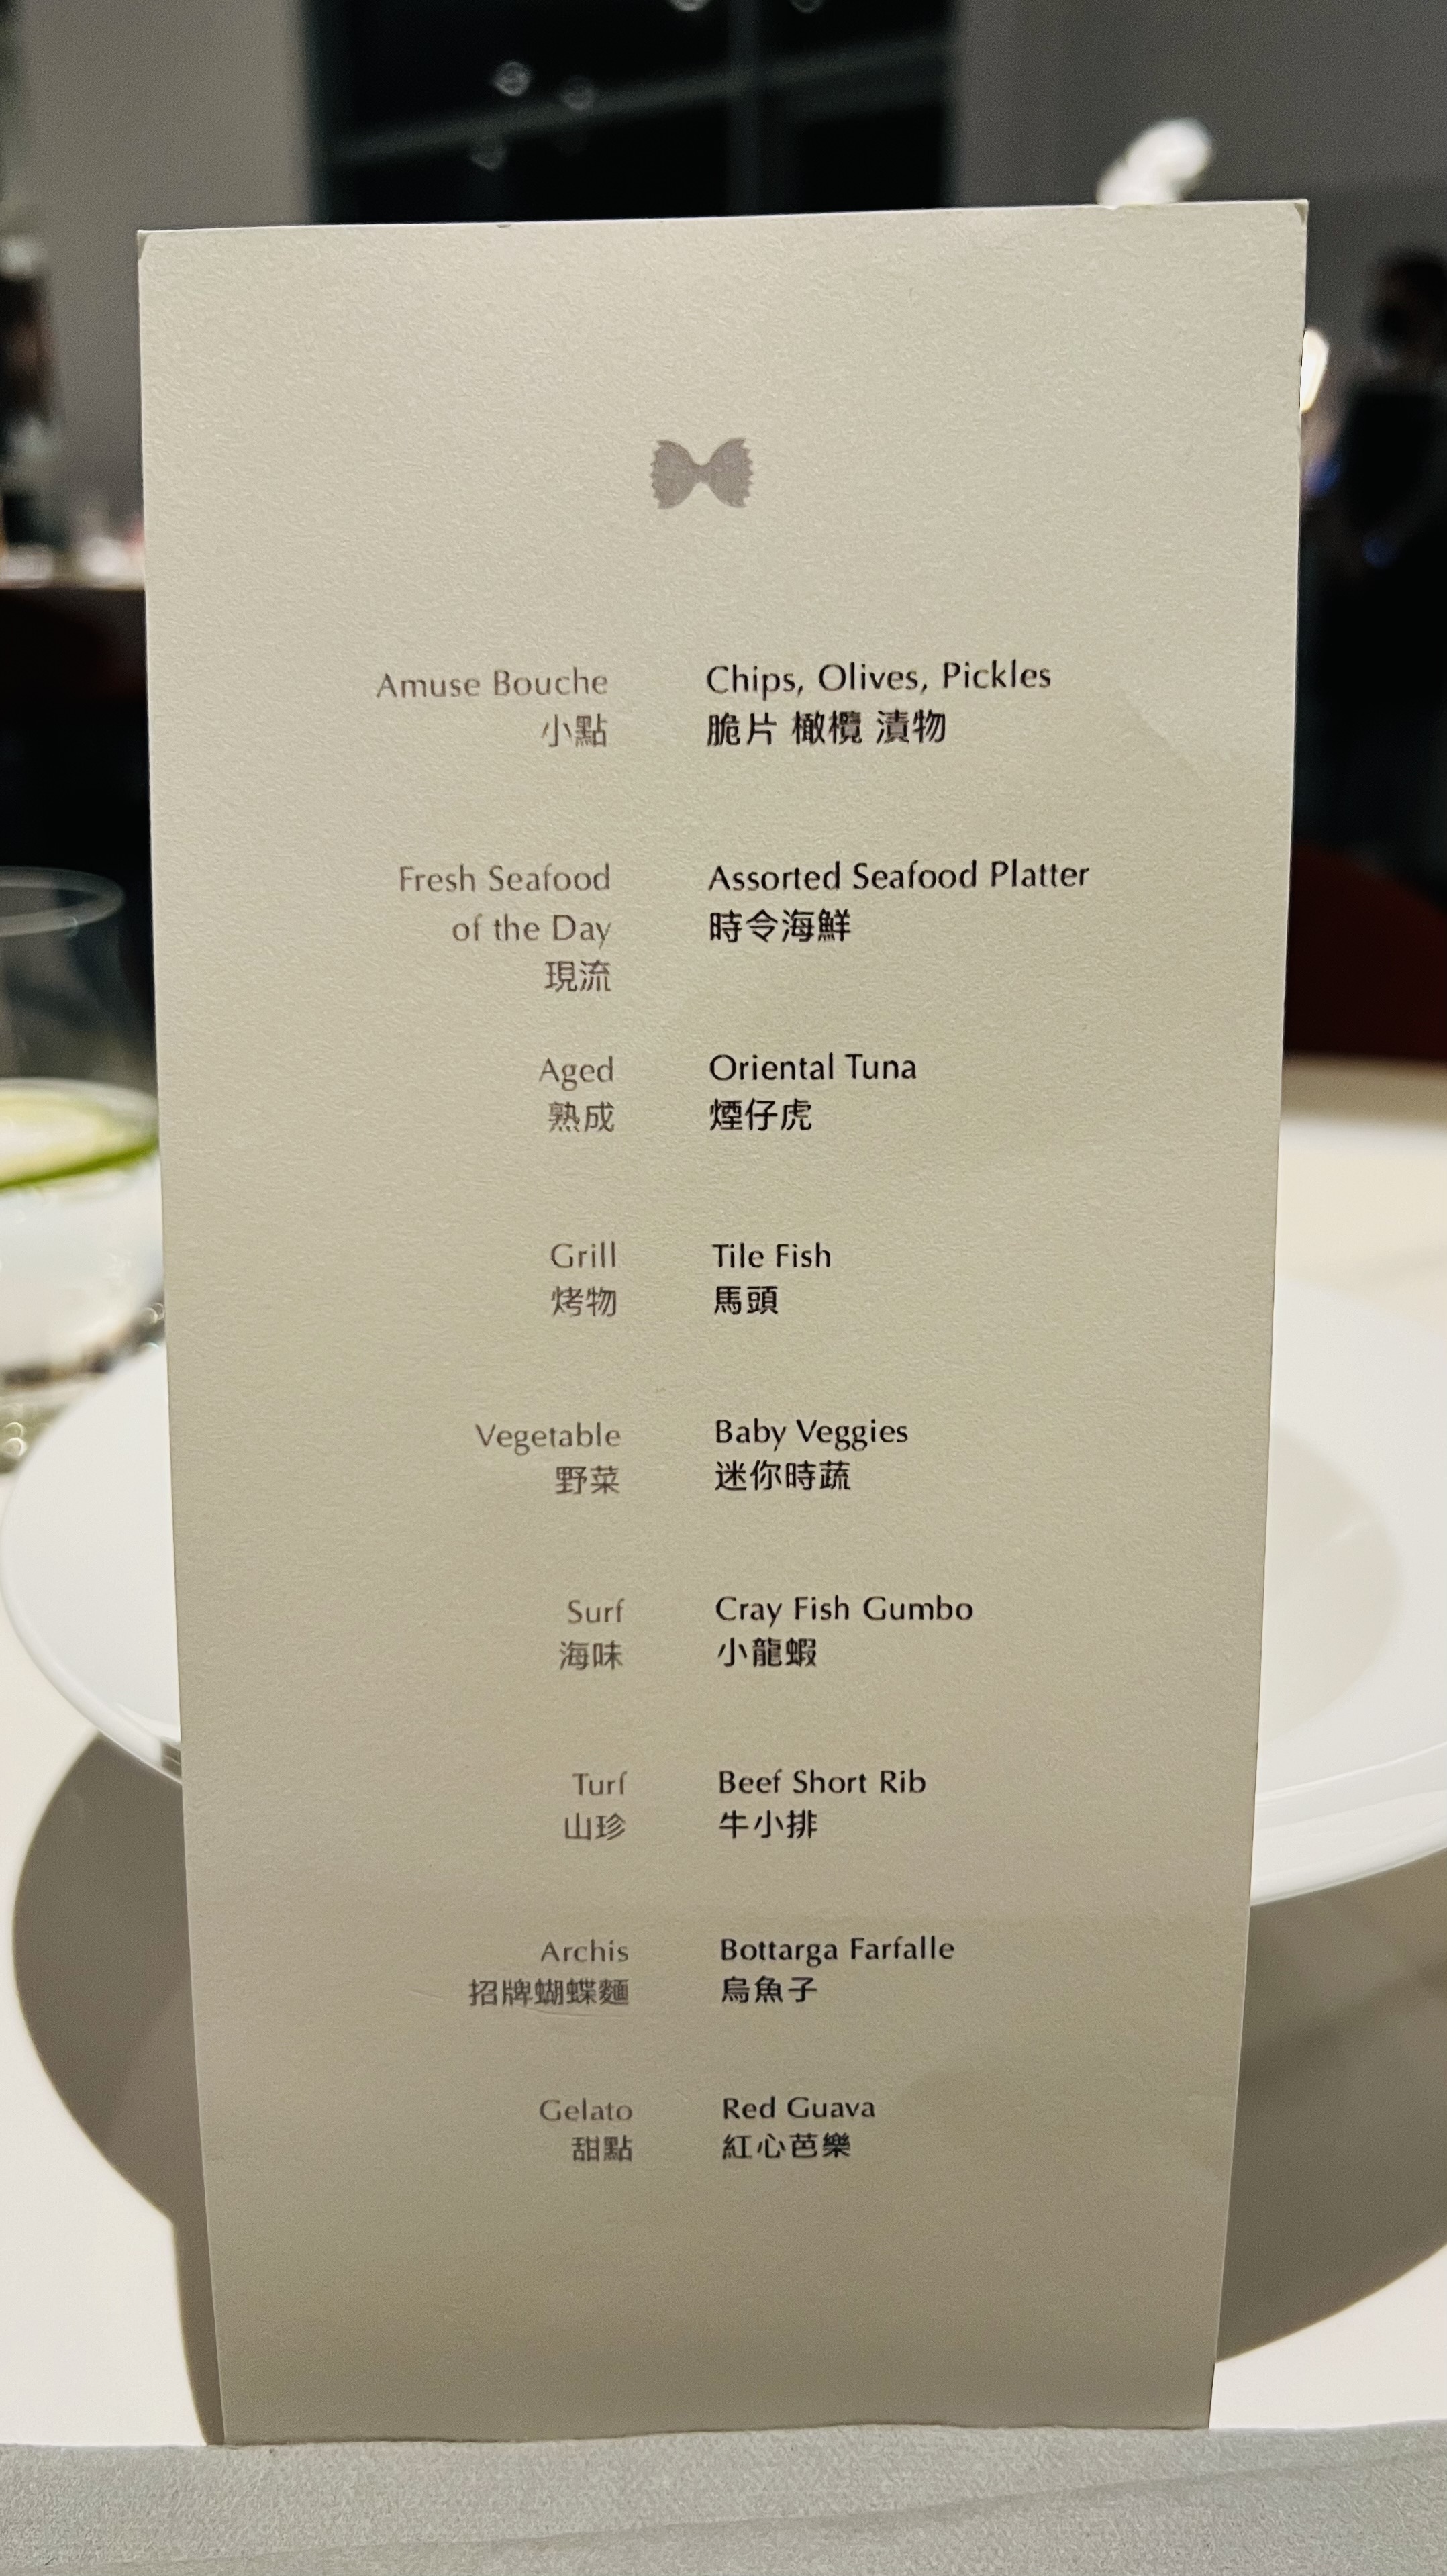 Amuse Bouche
小點
Chips, Olives, Pickles
脆片 橄欖 漬物
Fresh Seafood
of the Day
現流
Assorted Seafood Platter
時令海鮮
Aged
熟成
Oriental Tuna
煙仔虎
Grill
烤物
Tile Fish
馬頭
Vegetable
野菜
Baby Veggies
迷你時蔬
Surf
海味
Cray Fish Gumbo
小龍蝦
Turf
山珍
Beef Short Rib
牛小排
Archis
招牌蝴蝶麵
Bottarga Farfalle
烏魚子
Gelato
甜點
Red Guava
紅心芭樂